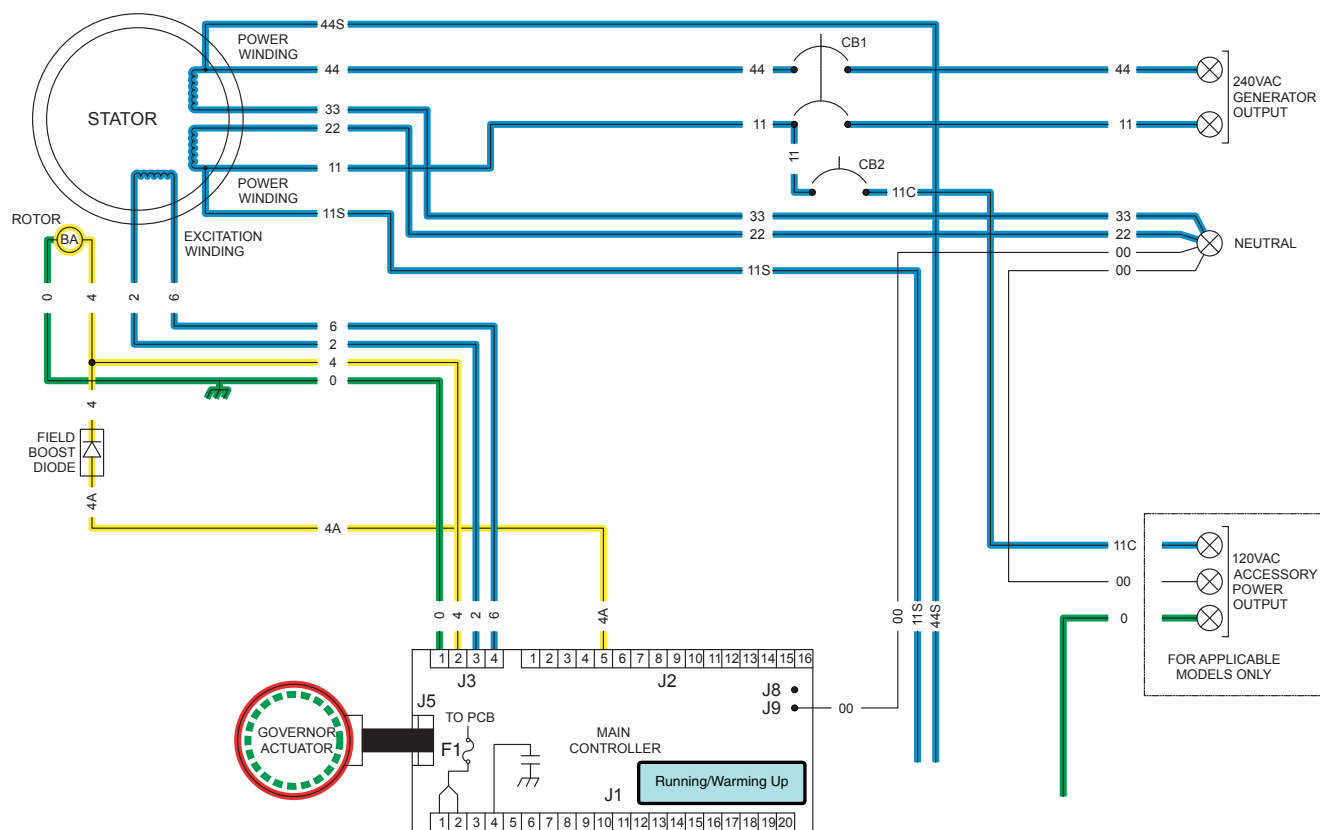 44S
POWER
WINDING
44
44
CB1
44
240VAC
GENERATOR
OUTPUT
STATOR
33
22
11
11
11
11
CB2
11
POWER
WINDING
11C
11S
33
33
22
22
NEUTRAL
00
00
ROTOR
BA
EXCITATION
WINDING
11S
0
4
2
6
6
2
4
0
4
FIELD
BOOST
DIODE
4A
4A
11C
120VAC
ACCESSORY
POWER
OUTPUT
00
0
FOR APPLICABLE
MODELS ONLY
0
4
2
6
4A
00
11S
44S
1 2 3 4
1 2 3 4 5 6 7 8 9 10 11 12 13 14 15 16
J3
J2
J8
J9
00
J5
TO PCB
F1
GOVERNOR
ACTUATOR
MAIN
CONTROLLER
Running/Warming Up
J1
1 2 3 4 5 6 7 8 9 10 11 12 13 14 15 16 17 18 19 20